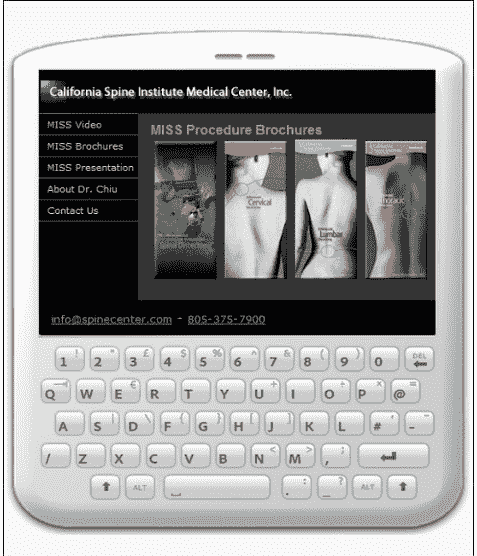 California Spine Institute Medical Center, Inc.
MISS Video
MISS Brochures
MISS Presentation
About Dr. Chiu
Contact Us
MISS Procedure Brochures
Cervical
Lumbar
Thoracic
info@spinecenter.com - 805-375-7900
1 ! 2 " 3 £ 4 $ 5 % 6 ^ 7 & 8 ( 9 ) 0 DEL
Q W E € R T Y U + I O + P × @ =
A S | D \ F { G } H [ J ] K L # ' - ~
/ Z X C V B N < M > , ;
ALT . : _ ? ALT